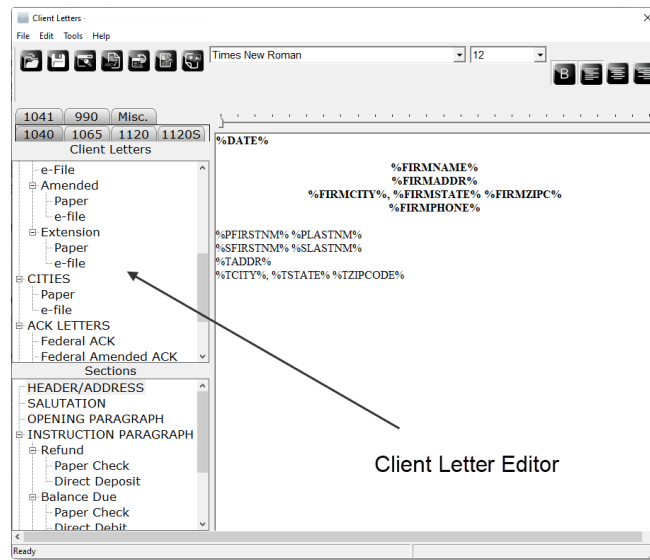 Client Letters -
File Edit Tools Help
Times New Roman 12
B
1041 990 Misc.
1040 1065 1120 1120S
Client Letters
e-File
Amended
Paper
e-file
Extension
Paper
e-file
CITIES
Paper
e-file
ACK LETTERS
Federal ACK
Federal Amended ACK
Sections
HEADER/ADDRESS
SALUTATION
OPENING PARAGRAPH
INSTRUCTION PARAGRAPH
Refund
Paper Check
Direct Deposit
Balance Due
Paper Check
Direct Debit
%DATE%
%FIRMNAME%
%FIRMADDR%
%FIRMCITY%, %FIRMSTATE% %FIRMZIPC%
%FIRMPHONE%
%PFIRSTNM% %PLASTNM%
%SFIRSTNM% %SLASTNM%
%TADDR%
%TCITY%, %TSTATE% %TZIPCODE%
Client Letter Editor
Ready